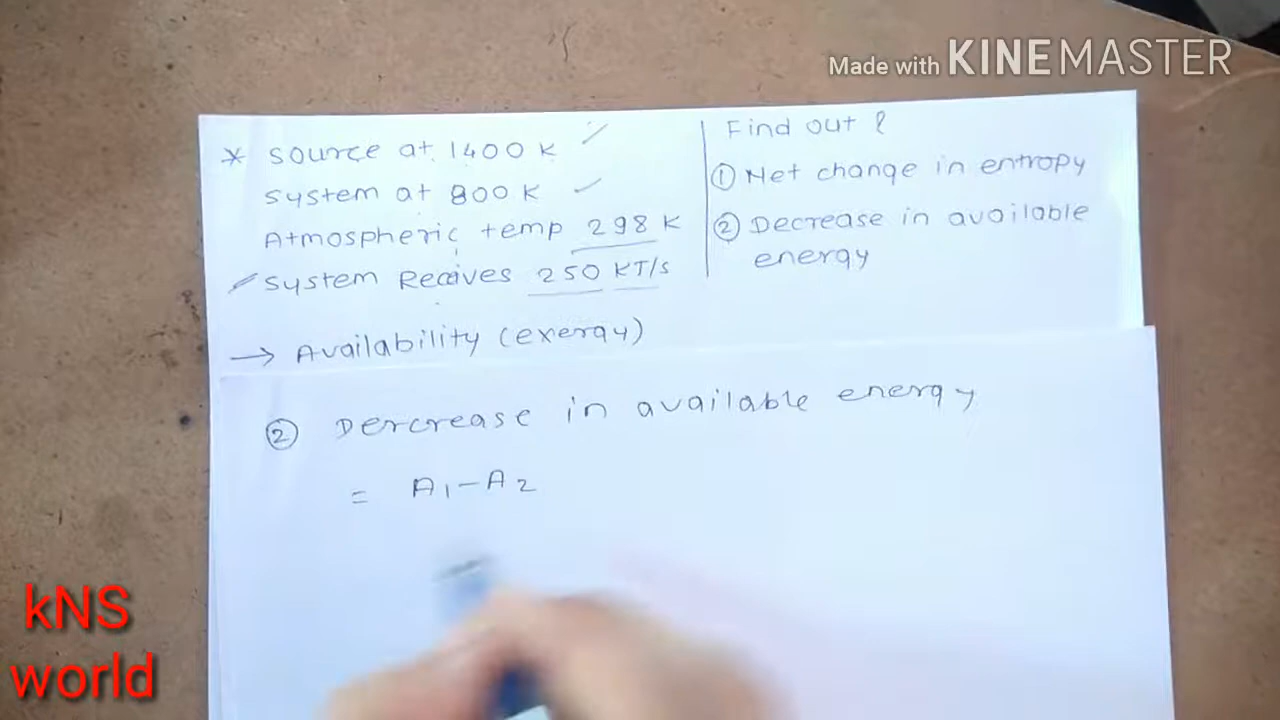 Made with KINEMASTER
* source at 1400 K
system at 800 K
Atmospheric temp 298 K
system Receives 250 KJ/s
Find out ?
① Net change in entropy
② Decrease in available
energy
→ Availability (exergy)
② Dercrease in available energy
= A1 - A2
kNS
world